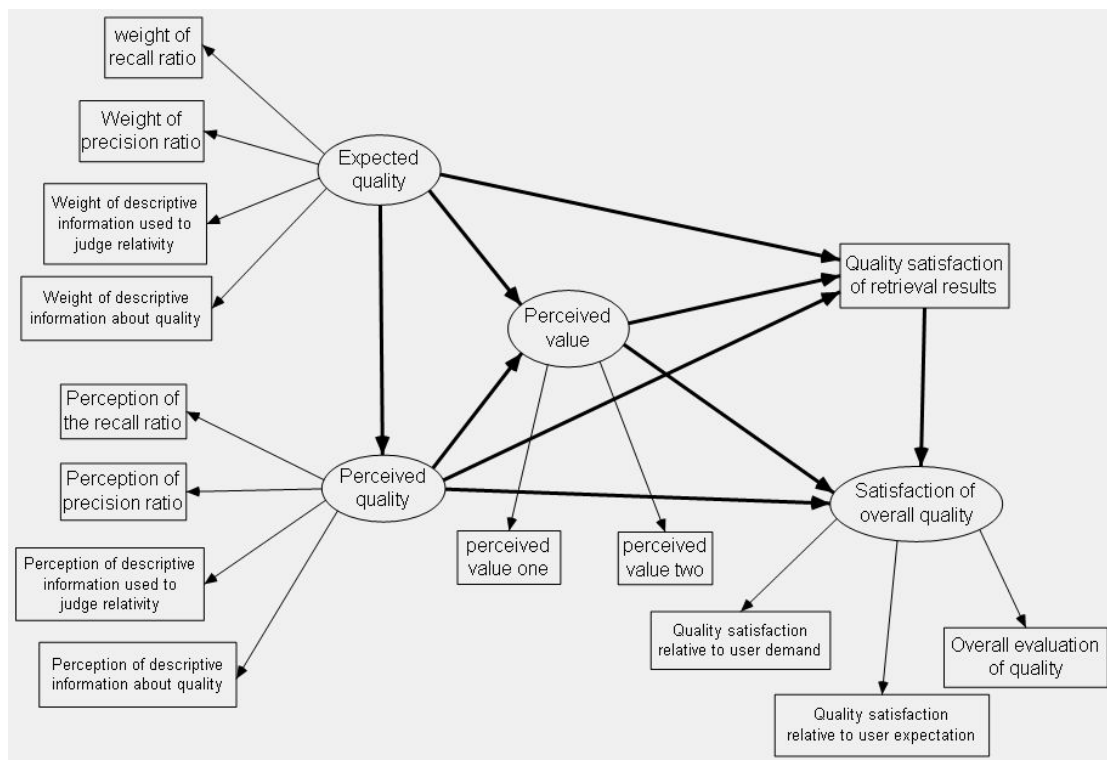 weight of
recall ratio
Weight of
precision ratio
Expected
quality
Weight of descriptive
information used to
judge relativity
Weight of descriptive
information about quality
Quality satisfaction
of retrieval results
Perceived
value
Perception of
the recall ratio
Perceived
quality
Perception of
precision ratio
Satisfaction of
overall quality
perceived
value one
perceived
value two
Perception of descriptive
information used to
judge relativity
Quality satisfaction
relative to user demand
Overall evaluation
of quality
Perception of descriptive
information about quality
Quality satisfaction
relative to user expectation